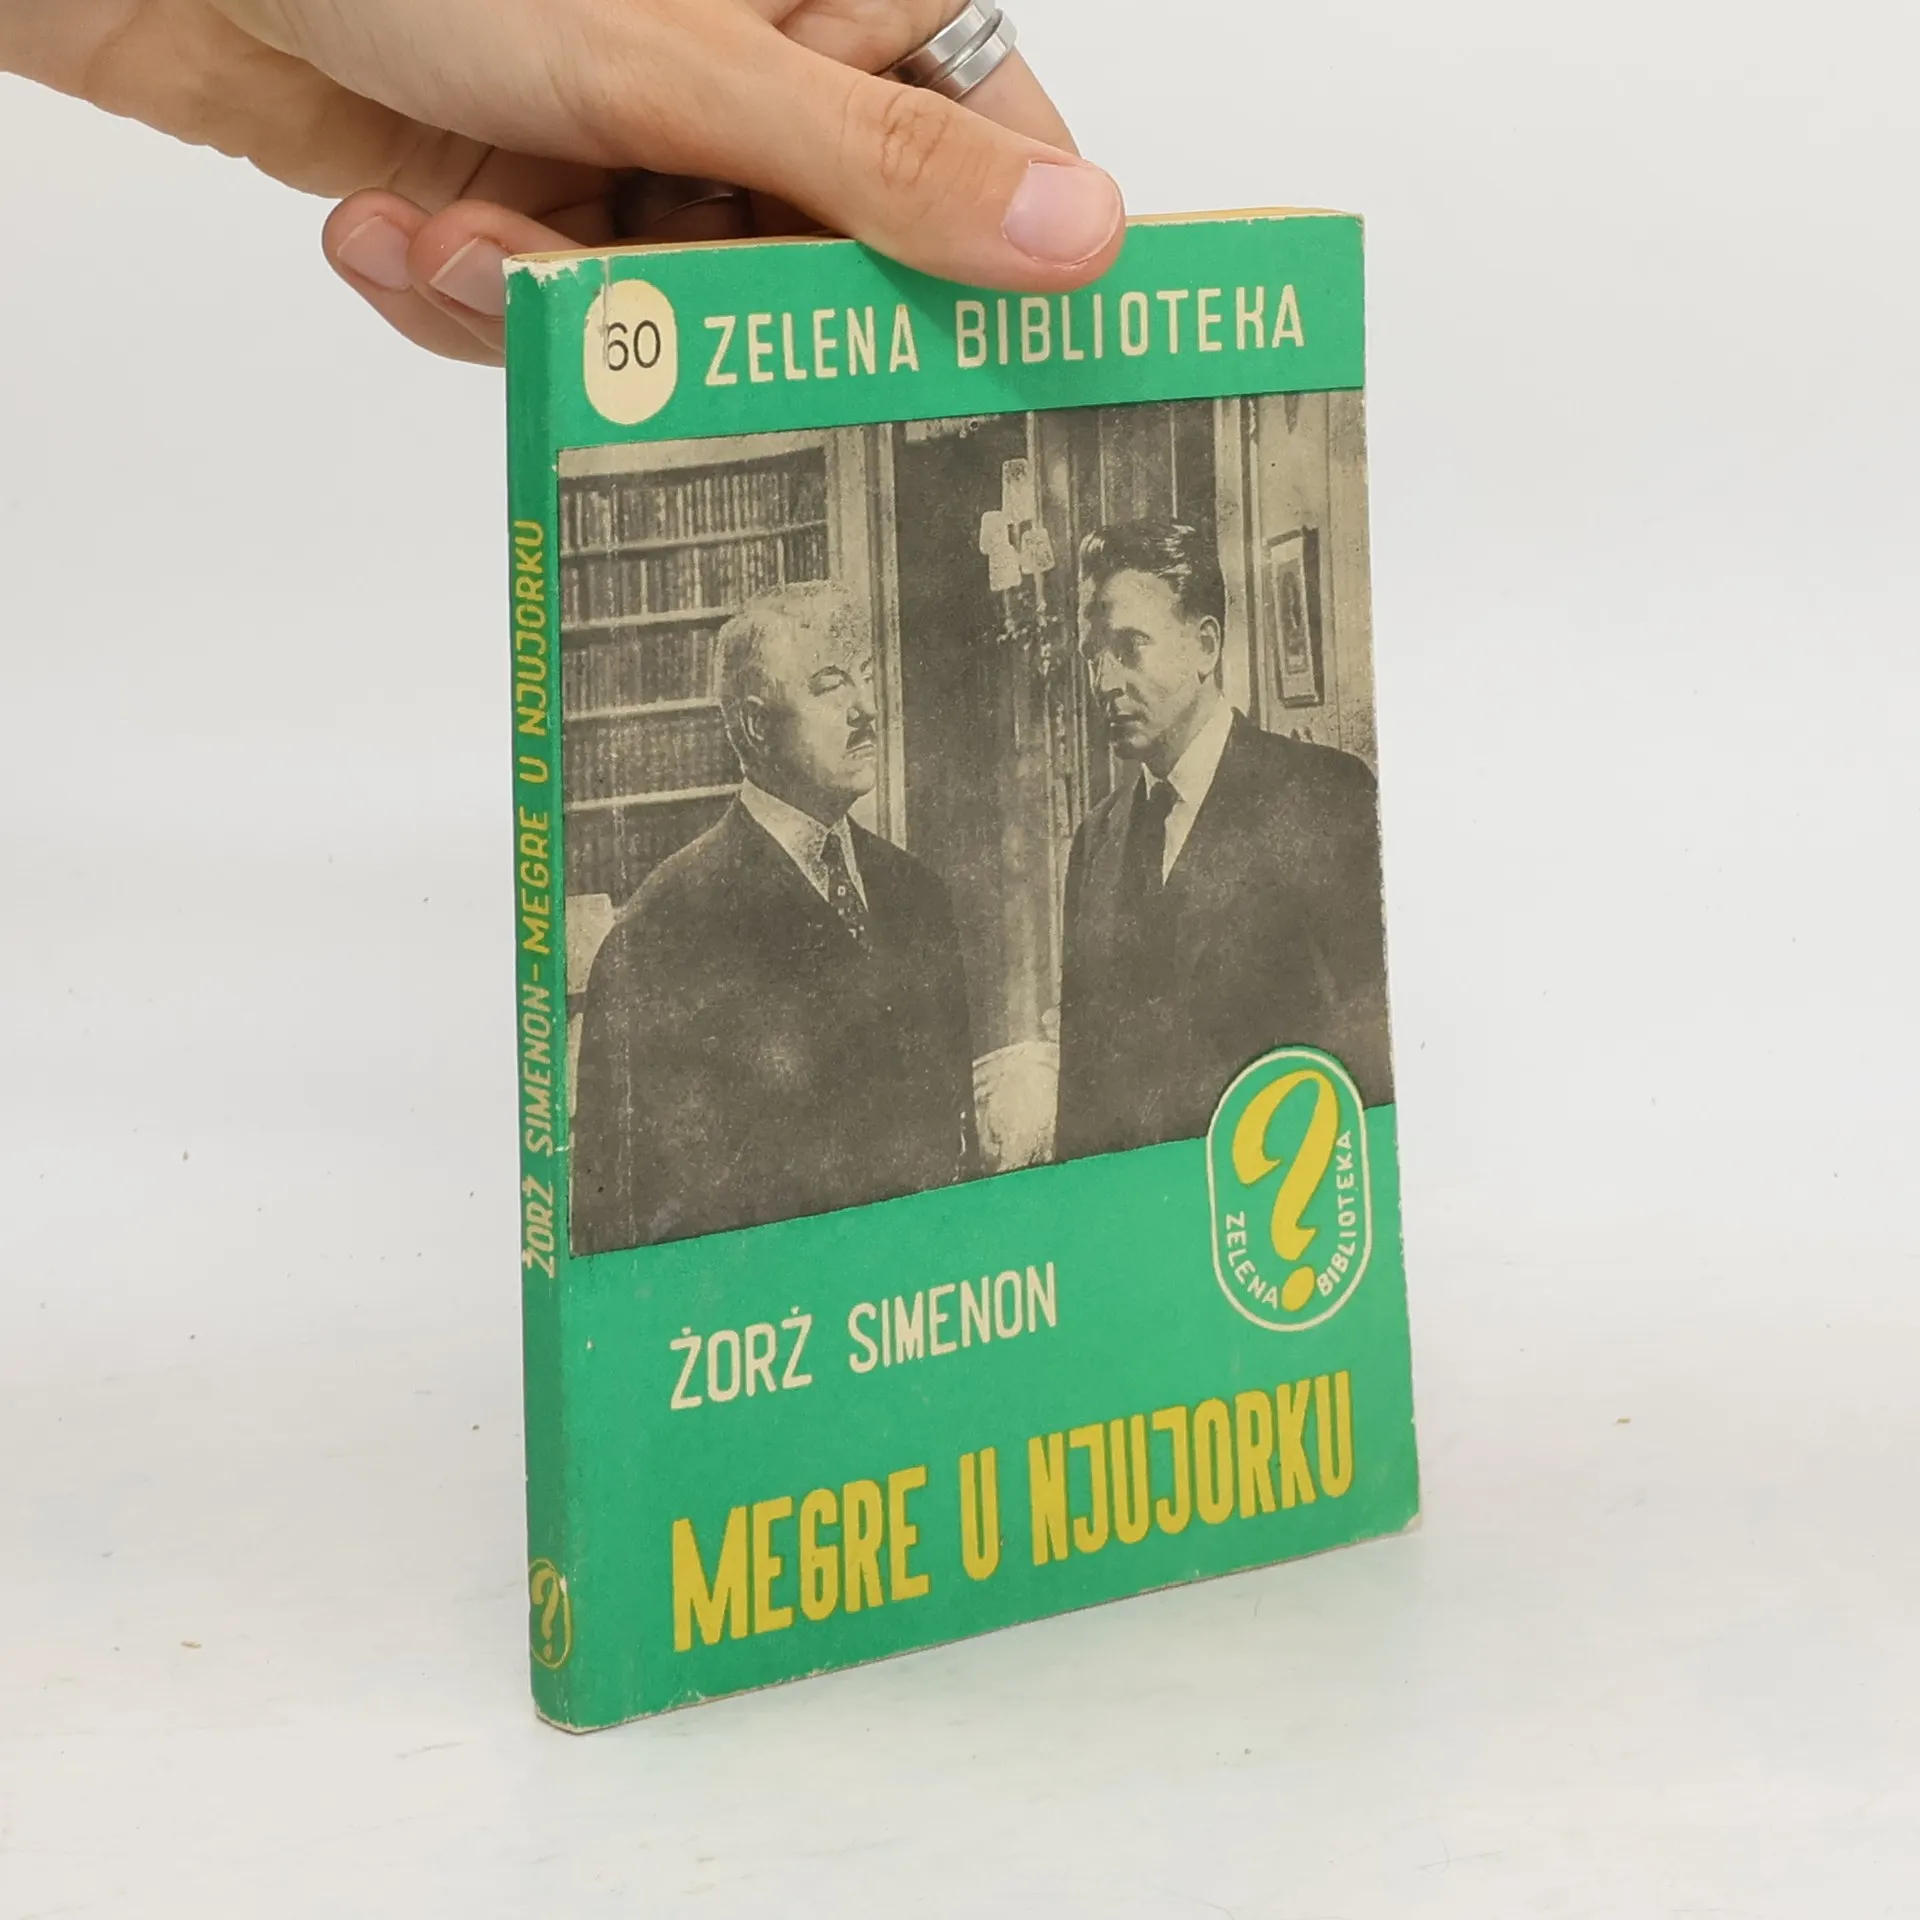 60 ZELENA BIBLIOTEKA
ŻORŻ SIMENON-MEGRE U NJUJORKU
?
ZELENA BIBLIOTEKA
ŻORŻ SIMENON
MEGRE U NJUJORKU
?